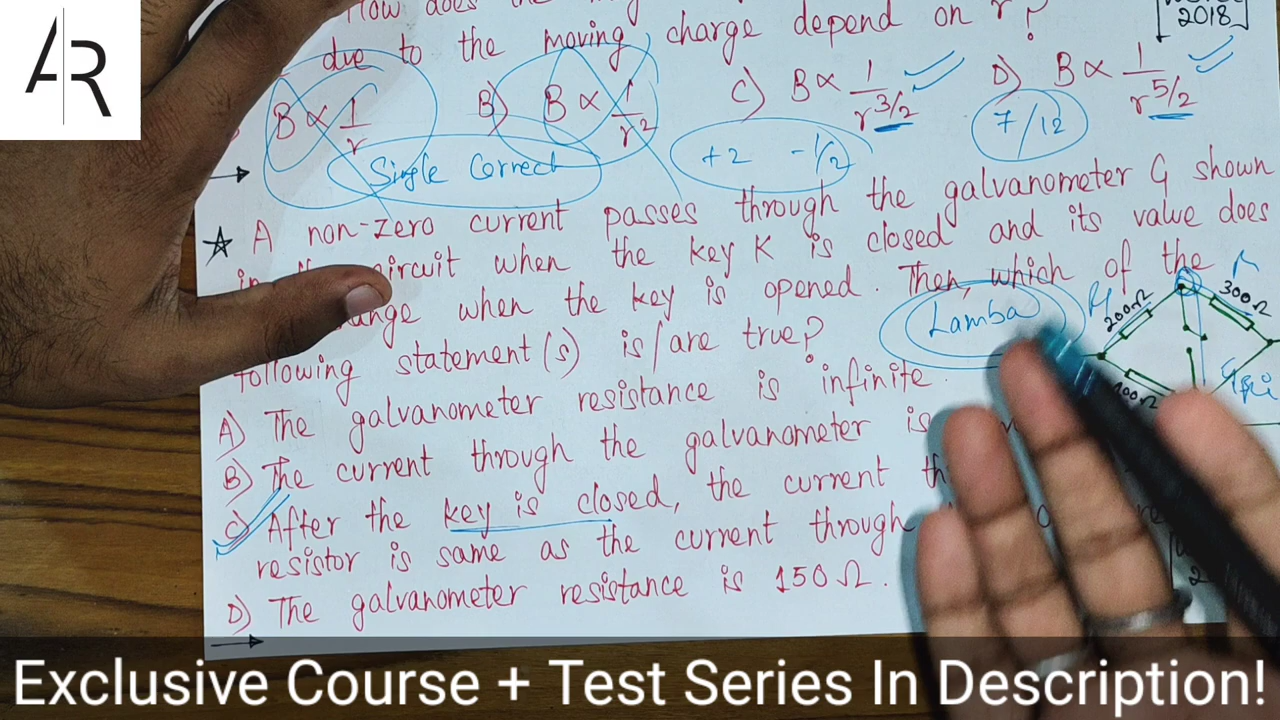 AR
How does the
[WBJEE 2018]
due to the moving charge depend on r?
B ∝ 1/r B) B ∝ 1/r² C) B ∝ 1/r^3/2 D) B ∝ 1/r^5/2
Single Correct +2 -1/2 7/12
A non-zero current passes through the galvanometer G shown
circuit when the key K is closed and its value does
when the key is opened. Then, which of the
following statement(s) is/are true?
Lamba
200Ω 300Ω
A) The galvanometer resistance is infinite.
100Ω
B) The current through the galvanometer is
C) After the key is closed, the current
resistor is same as the current through
D) The galvanometer resistance is 150Ω.
Exclusive Course + Test Series In Description!